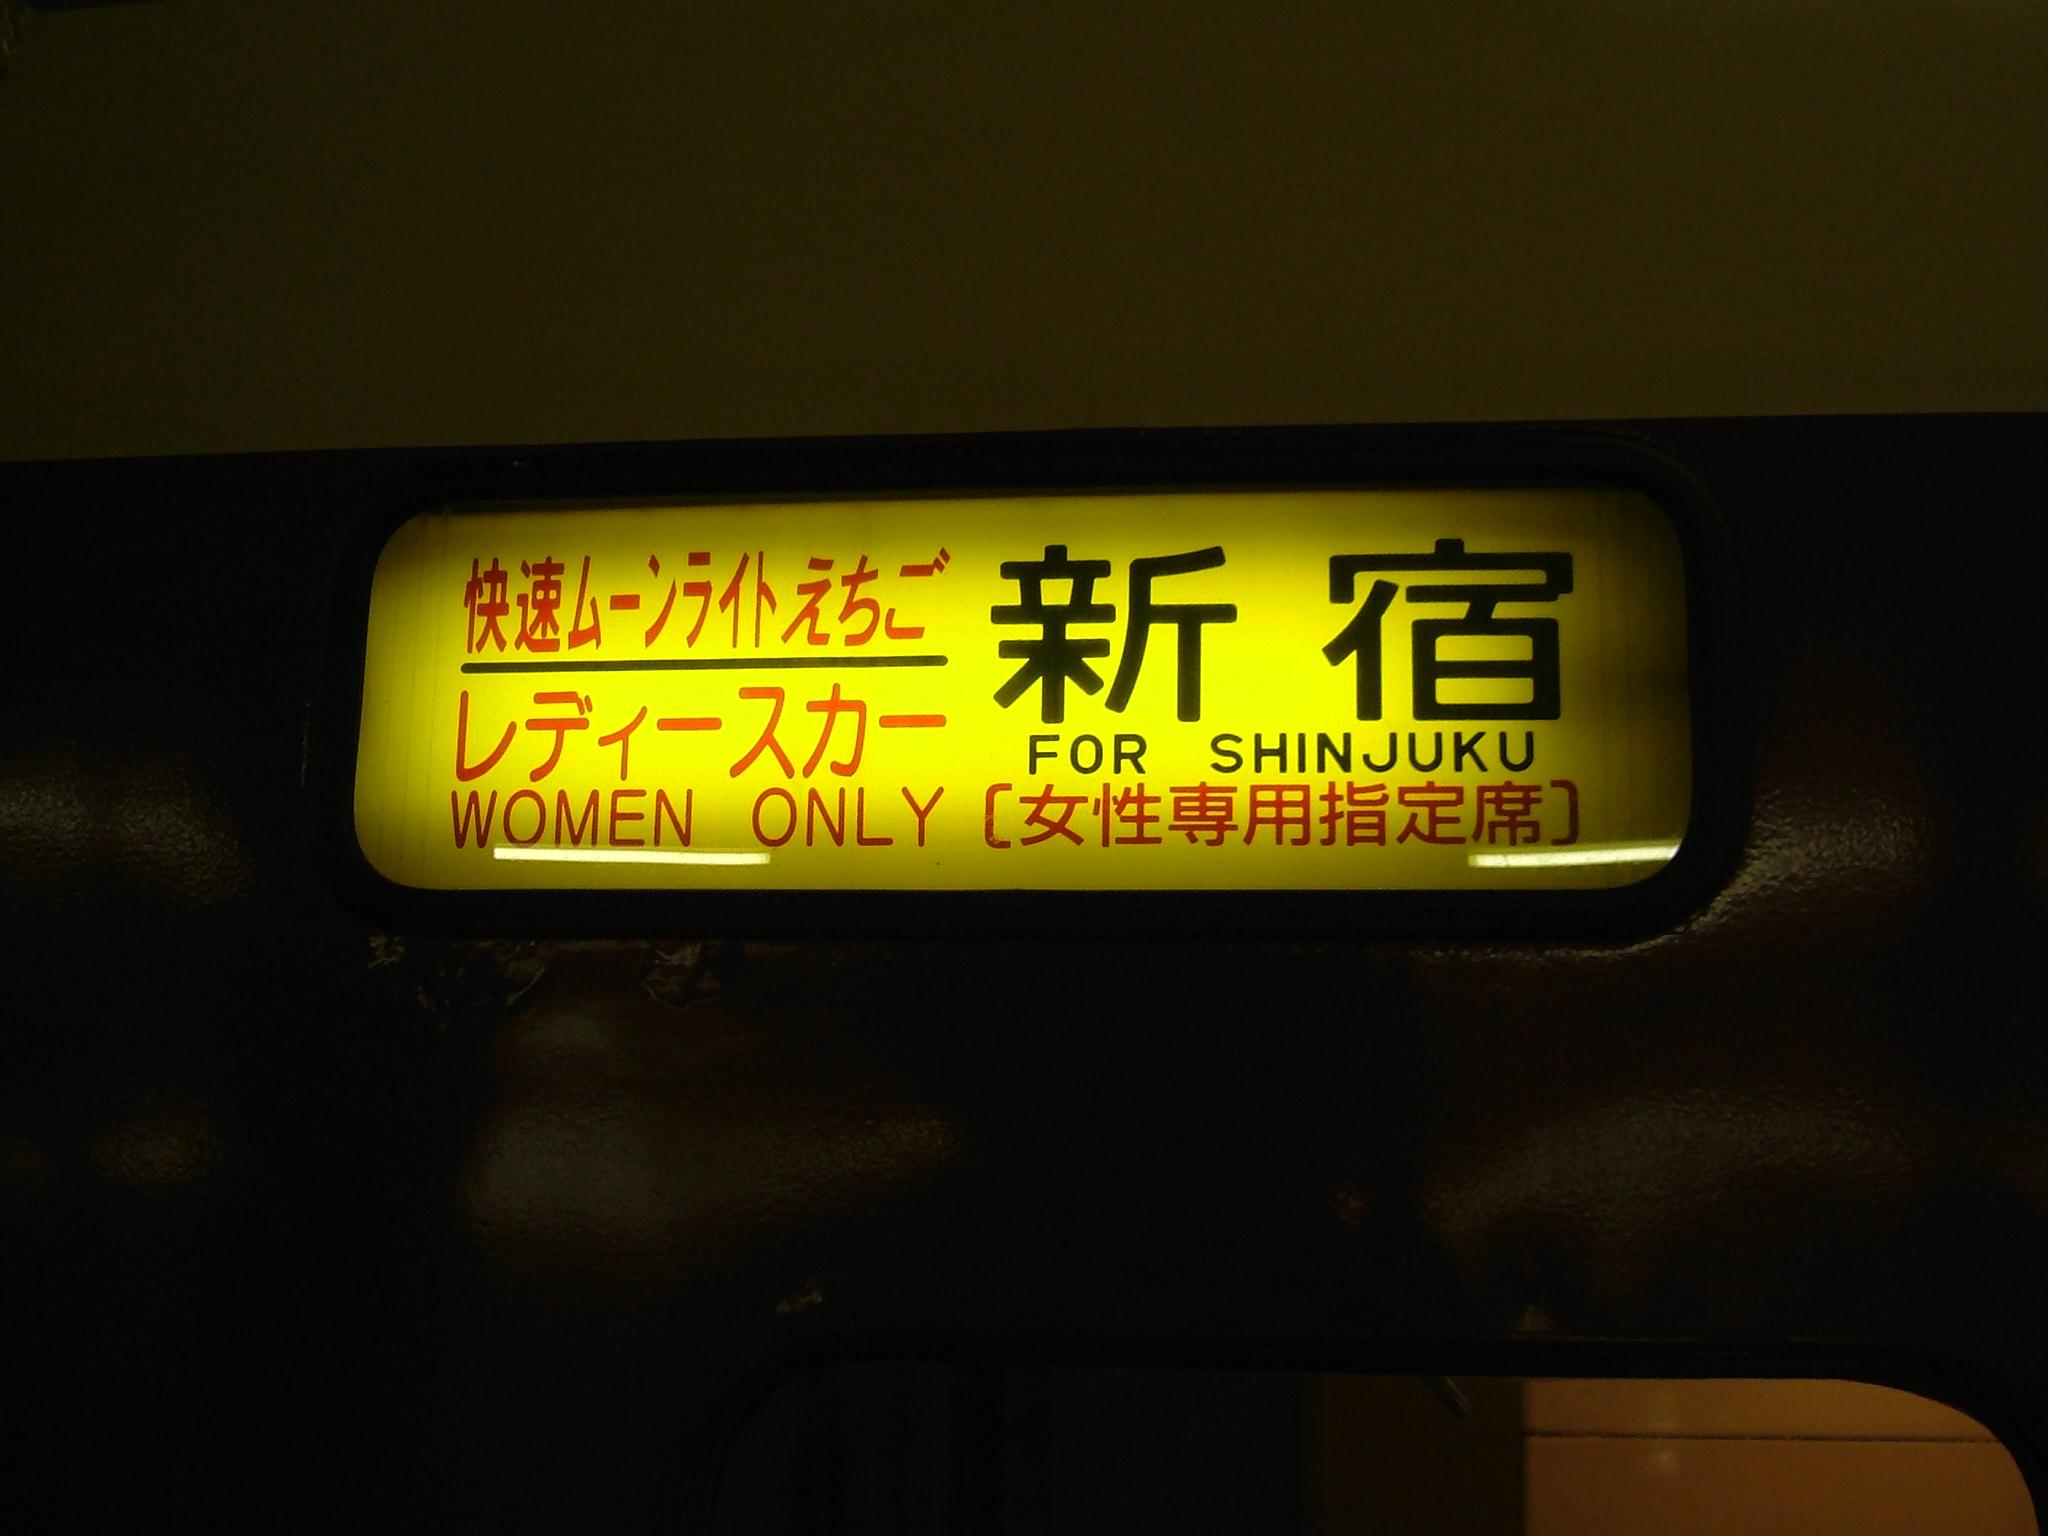 快速ムーンライトえちご
レディースカー
WOMEN ONLY
新宿
FOR SHINJUKU
〔女性専用指定席〕